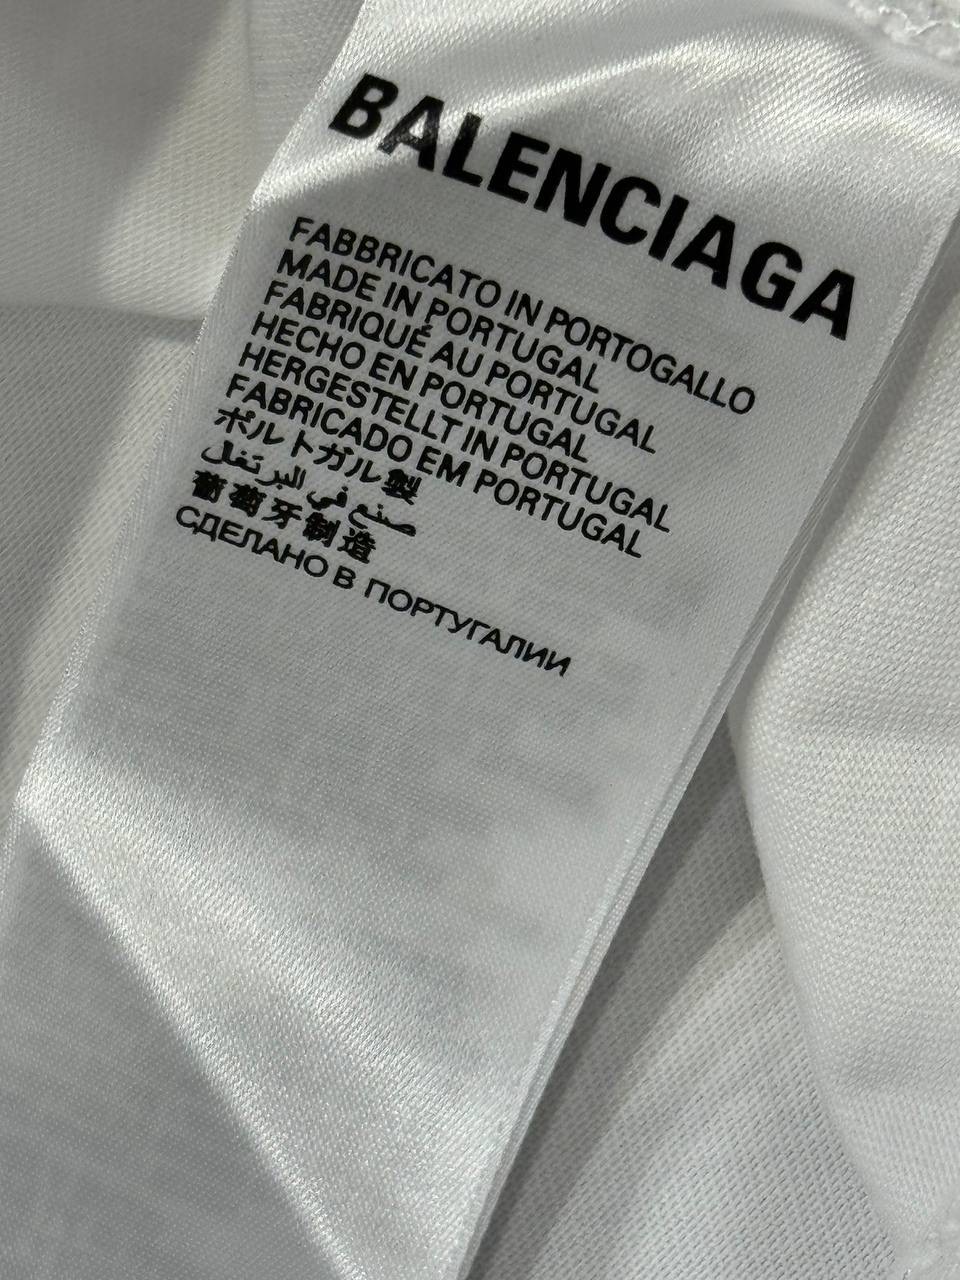 BALENCIAGA
FABBRICATO IN PORTOGALLO
MADE IN PORTUGAL
FABRIQUÉ AU PORTUGAL
HECHO EN PORTUGAL
HERGESTELLT IN PORTUGAL
FABRICADO EM PORTUGAL
ポルトガル製
صنع في البرتغل
葡萄牙制造
СДЕЛАНО В ПОРТУГАЛИИ